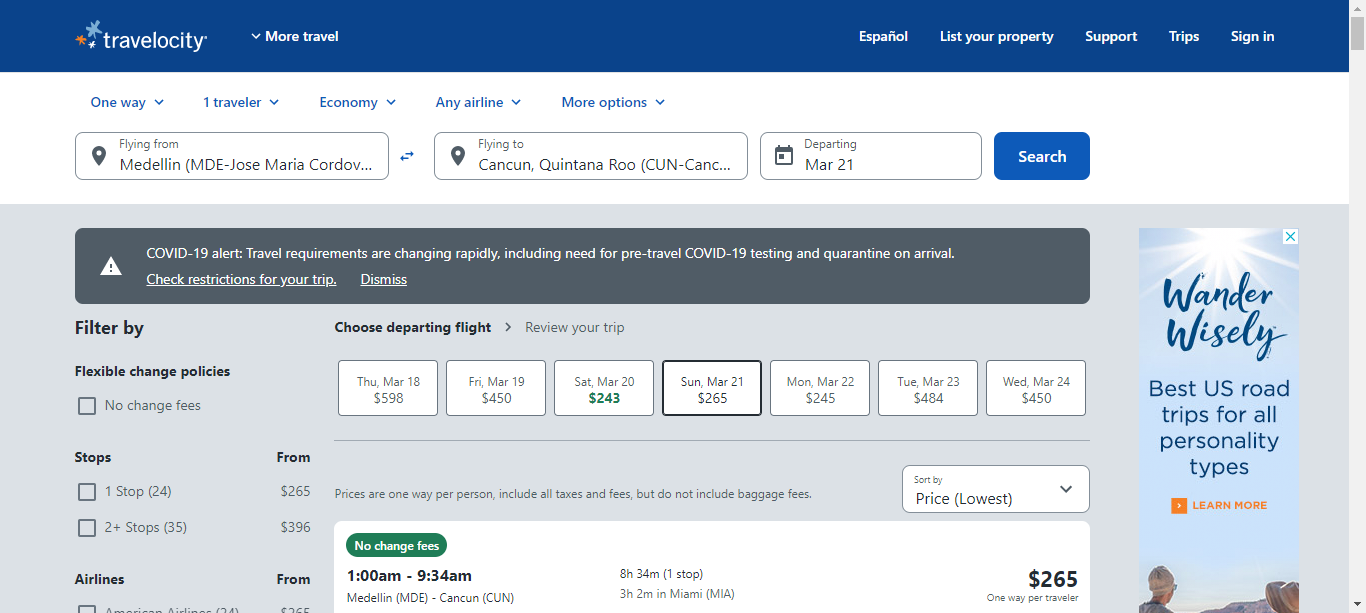 travelocity
More travel
Español
List your property
Support
Trips
Sign in
One way
1 traveler
Economy
Any airline
More options
Flying from
Medellin (MDE-Jose Maria Cordov...
Flying to
Cancun, Quintana Roo (CUN-Canc...
Departing
Mar 21
Search
COVID-19 alert: Travel requirements are changing rapidly, including need for pre-travel COVID-19 testing and quarantine on arrival.
Check restrictions for your trip. Dismiss
Filter by
Flexible change policies
No change fees
Stops From
1 Stop (24) $265
2+ Stops (35) $396
Airlines From
American Airlines (24) $265
Choose departing flight > Review your trip
Thu, Mar 18
$598
Fri, Mar 19
$450
Sat, Mar 20
$243
Sun, Mar 21
$265
Mon, Mar 22
$245
Tue, Mar 23
$484
Wed, Mar 24
$450
Prices are one way per person, include all taxes and fees, but do not include baggage fees.
Sort by
Price (Lowest)
No change fees
1:00am - 9:34am
Medellin (MDE) - Cancun (CUN)
8h 34m (1 stop)
3h 2m in Miami (MIA)
$265
One way per traveler
Wander
Wisely
Best US road
trips for all
personality
types
LEARN MORE